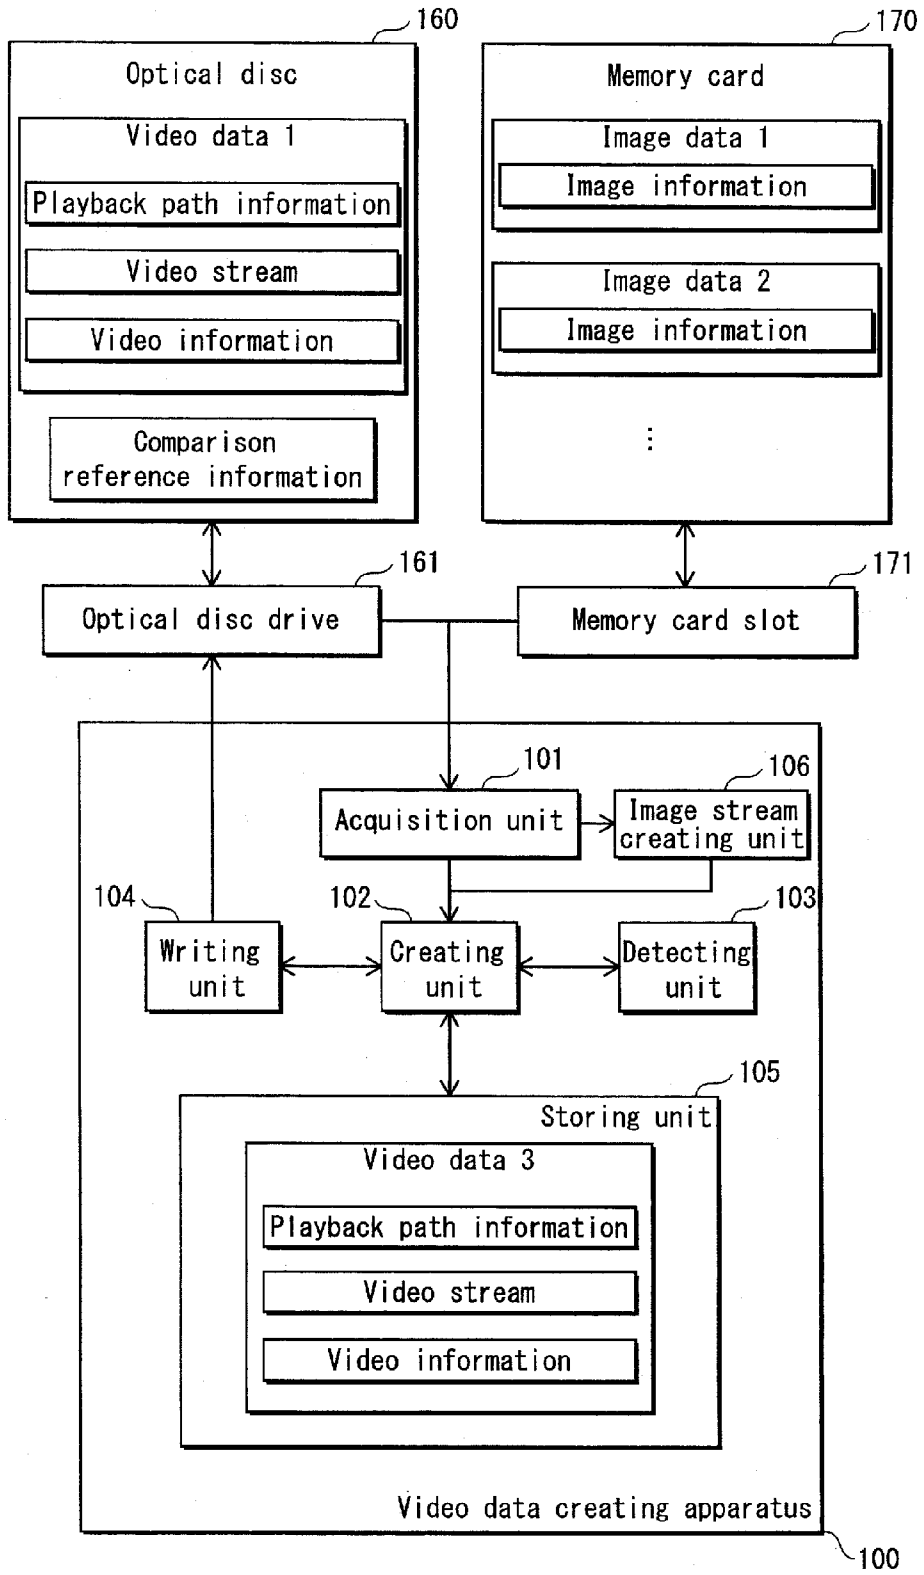 160
170
Optical disc
Memory card
Video data 1
Playback path information
Video stream
Video information
Comparison
reference information
Image data 1
Image information
Image data 2
Image information
⋮
161
171
Optical disc drive
Memory card slot
101
106
Acquisition unit
Image stream
creating unit
104
102
103
Writing
unit
Creating
unit
Detecting
unit
105
Storing unit
Video data 3
Playback path information
Video stream
Video information
Video data creating apparatus
100